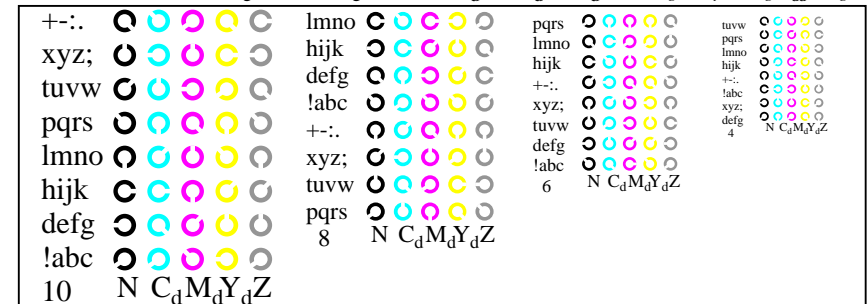 +-:.
xyz;
tuvw
pqrs
lmno
hijk
defg
!abc
10 N CdMdYdZ
lmno
hijk
defg
!abc
+-:.
xyz;
tuvw
pqrs
8 N CdMdYdZ
pqrs
lmno
hijk
+-:.
xyz;
tuvw
defg
!abc
6 N CdMdYdZ
tuvw
pqrs
lmno
hijk
+-:.
!abc
xyz;
defg
4 N CdMdYdZ